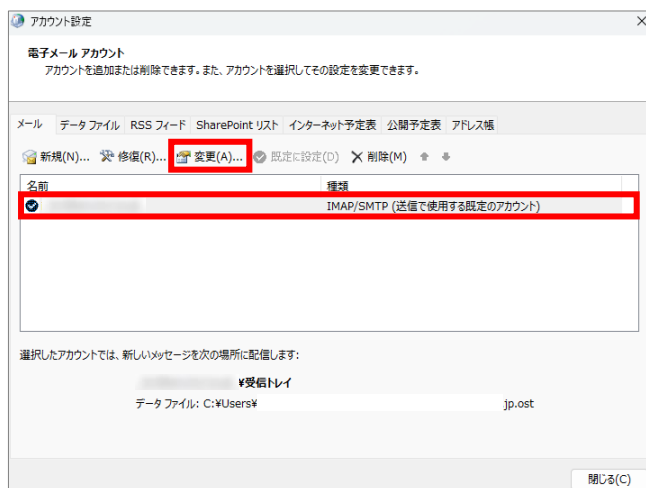 アカウント設定
電子メール アカウント
アカウントを追加または削除できます。また、アカウントを選択してその設定を変更できます。
メール データ ファイル RSS フィード SharePoint リスト インターネット予定表 公開予定表 アドレス帳
新規(N)... 修復(R)... 変更(A)... 既定に設定(D) 削除(M)
名前 種類
IMAP/SMTP (送信で使用する既定のアカウント)
選択したアカウントでは、新しいメッセージを次の場所に配信します:
¥受信トレイ
データ ファイル: C:¥Users¥ jp.ost
閉じる(C)